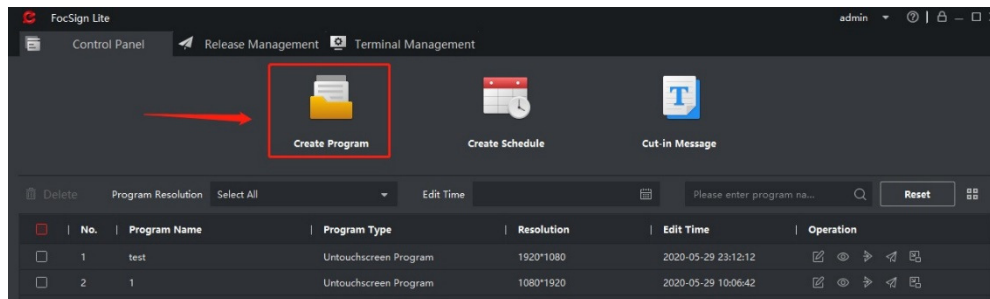 FocSign Lite admin
Control Panel Release Management Terminal Management
T
Create Program Create Schedule Cut-in Message
Delete Program Resolution Select All Edit Time Please enter program na... Reset
No. Program Name Program Type Resolution Edit Time Operation
1 test Untouchscreen Program 1920*1080 2020-05-29 23:12:12
2 1 Untouchscreen Program 1080*1920 2020-05-29 10:06:42